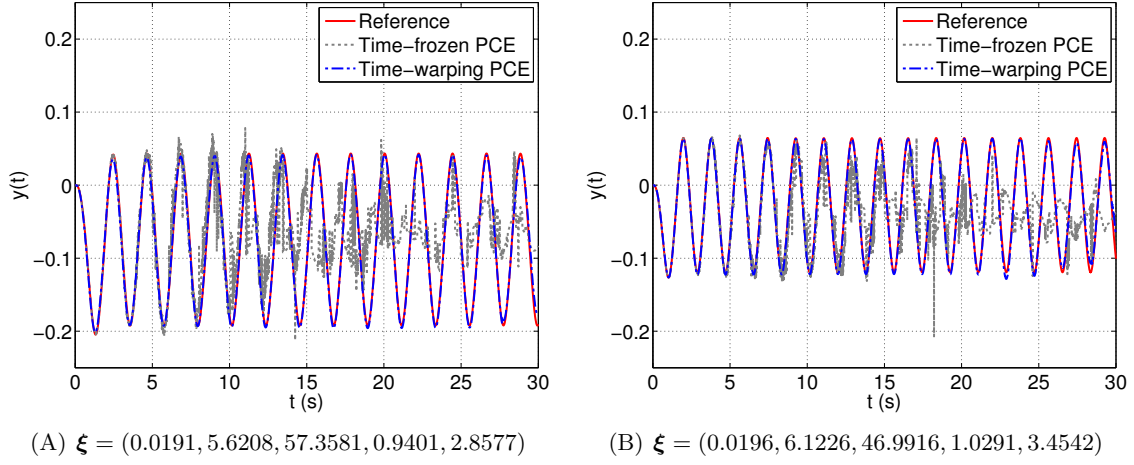 Reference
Time−frozen PCE
Time−warping PCE
0.2
0.1
0
−0.1
−0.2
y(t)
0 5 10 15 20 25 30
t (s)
(A) ξ = (0.0191, 5.6208, 57.3581, 0.9401, 2.8577)
Reference
Time−frozen PCE
Time−warping PCE
0.2
0.1
0
−0.1
−0.2
y(t)
0 5 10 15 20 25 30
t (s)
(B) ξ = (0.0196, 6.1226, 46.9916, 1.0291, 3.4542)